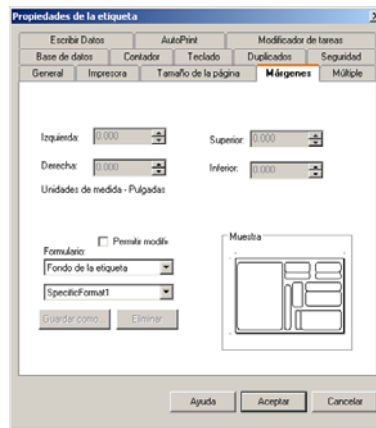 Propiedades de la etiqueta
Escribir Datos AutoPrint Modificador de tareas
Base de datos Contador Teclado Duplicados Seguridad
General Impresora Tamaño de la página Márgenes Múltiple
Izquierda: 0.000 Superior: 0.000
Derecha: 0.000 Inferior: 0.000
Unidades de medida - Pulgadas
Permitir modifi
Formulario:
Muestra
Fondo de la etiqueta
SpecificFormat1
Guardar como... Eliminar
Ayuda Aceptar Cancelar